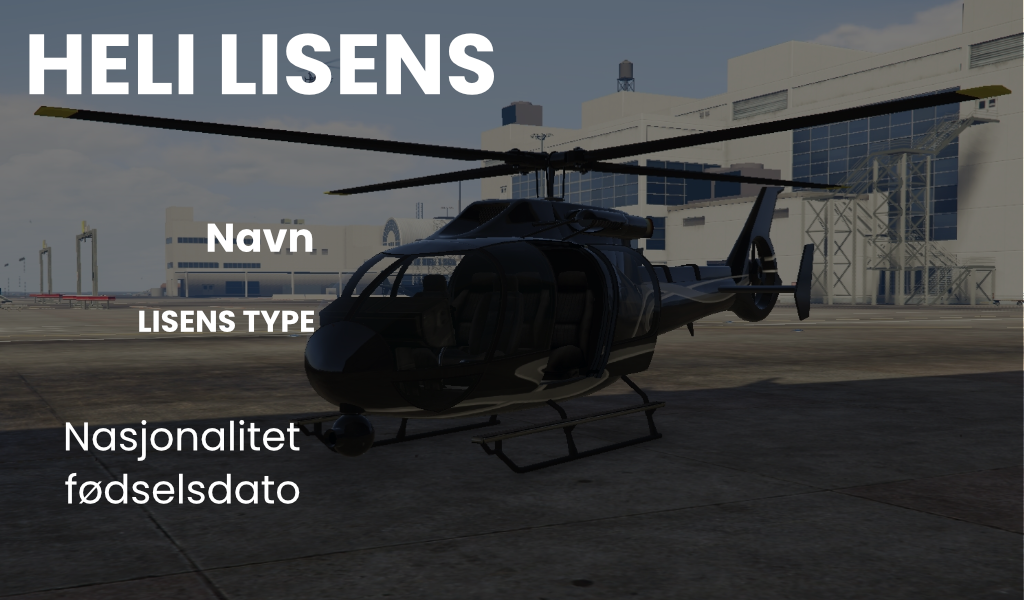 HELI LISENS
Navn
LISENS TYPE
Nasjonalitet
fødselsdato